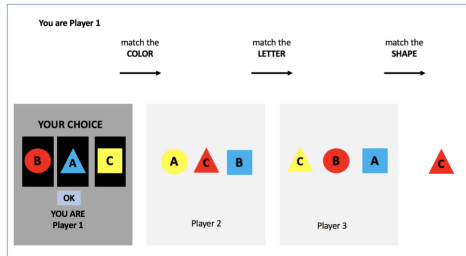 You are Player 1
match the
COLOR
match the
LETTER
match the
SHAPE
YOUR CHOICE
B A C
A C B
C B A
C
OK
YOU ARE
Player 1
Player 2
Player 3